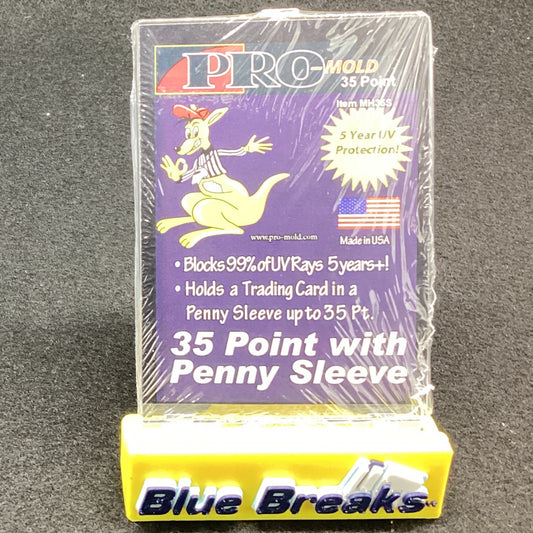 PRO-MOLD
35 Point
Item MH35S
5 Year UV
Protection!
www.pro-mold.com
Made in USA
• Blocks 99% of UV Rays 5 years+!
• Holds a Trading Card in a
Penny Sleeve up to 35 Pt.
35 Point with
Penny Sleeve
Blue Breaks